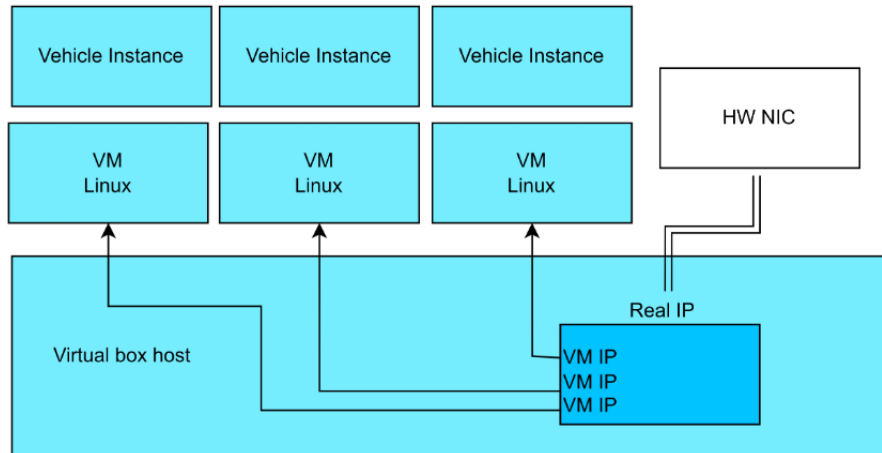 Vehicle Instance
Vehicle Instance
Vehicle Instance
HW NIC
VM
Linux
VM
Linux
VM
Linux
Real IP
Virtual box host
VM IP
VM IP
VM IP